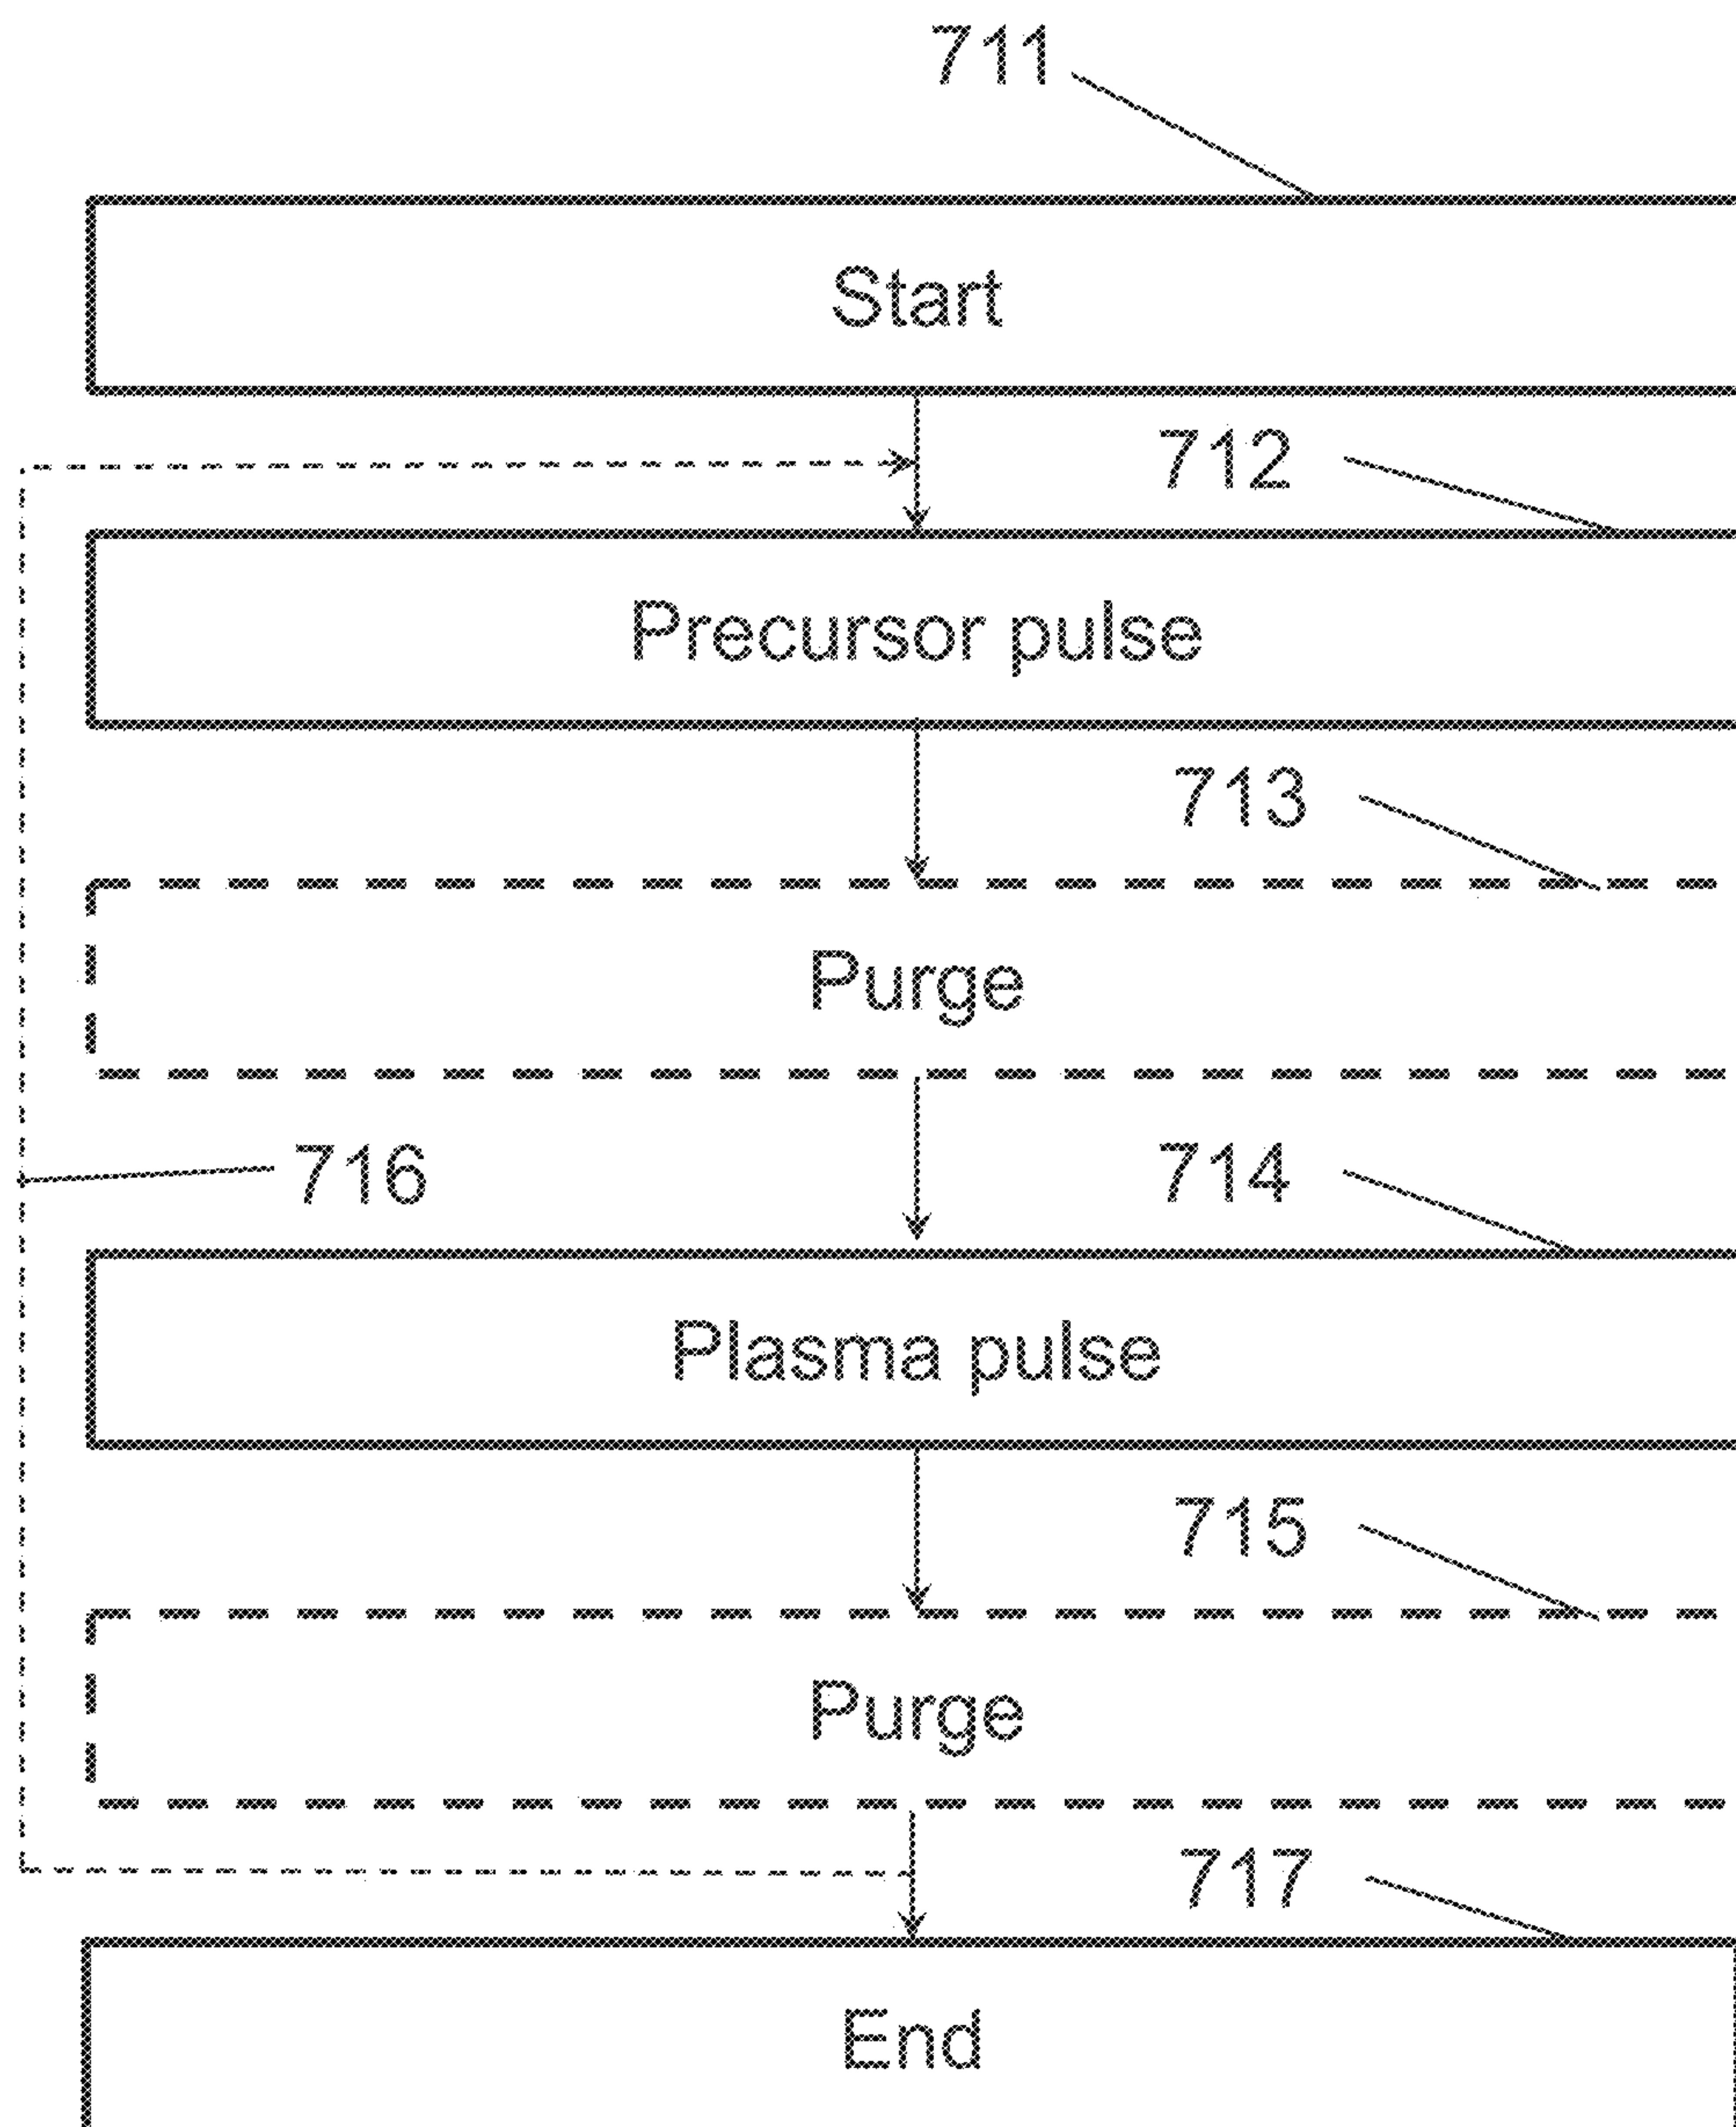 711
Start
712
Precursor pulse
713
Purge
716
714
Plasma pulse
715
Purge
717
End